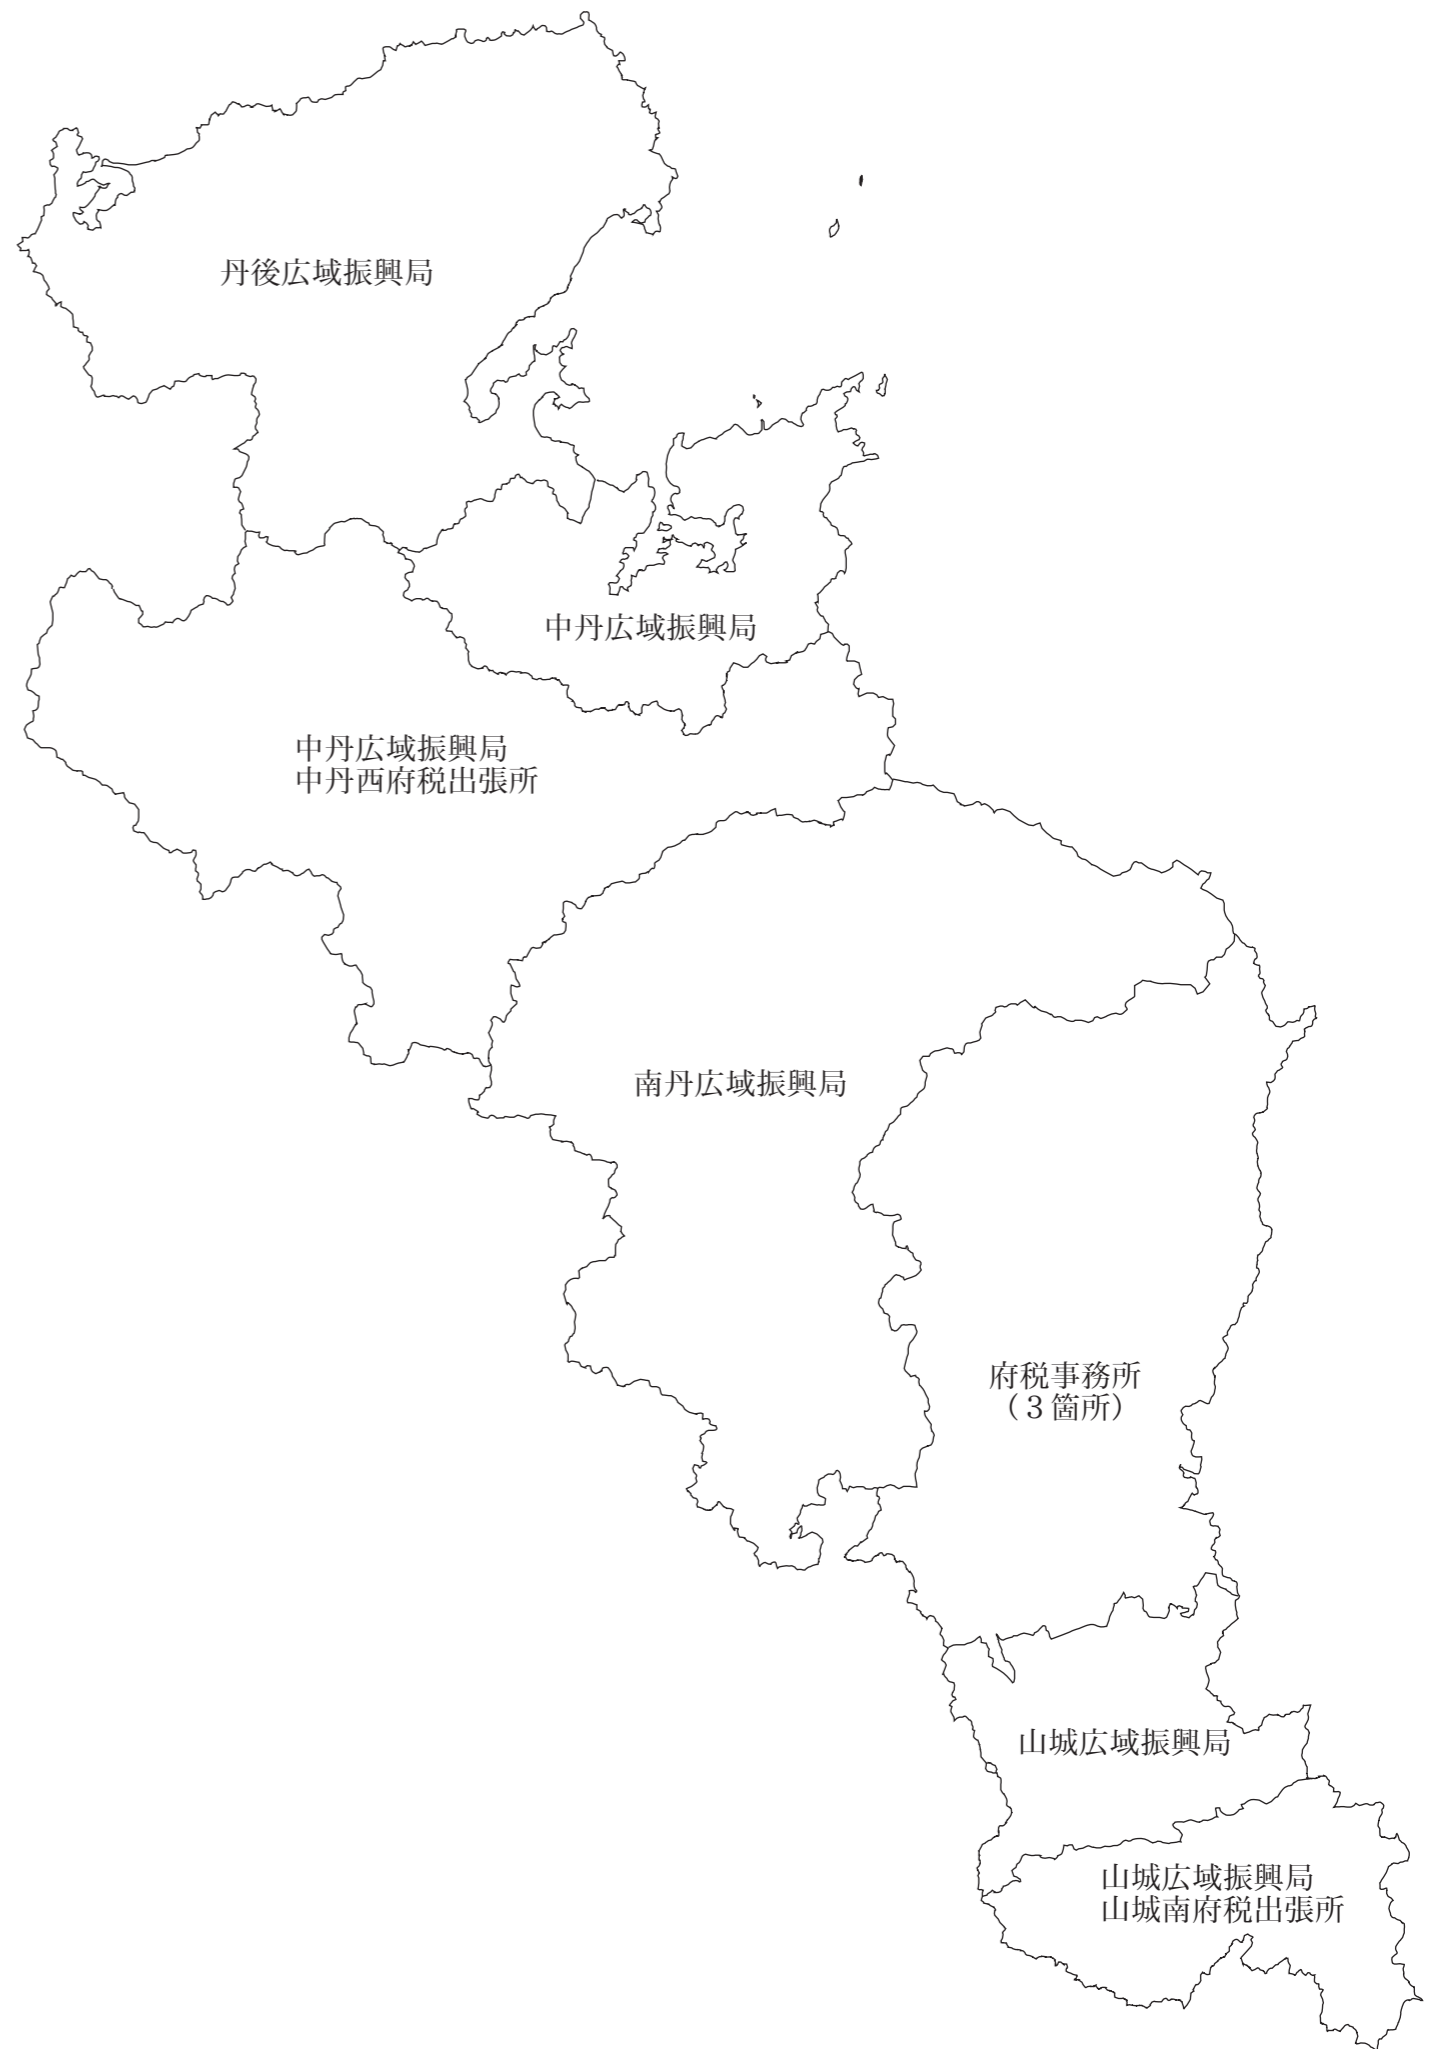 丹後広域振興局
中丹広域振興局
中丹広域振興局
中丹西府税出張所
南丹広域振興局
府税事務所
（３箇所）
山城広域振興局
山城広域振興局
山城南府税出張所